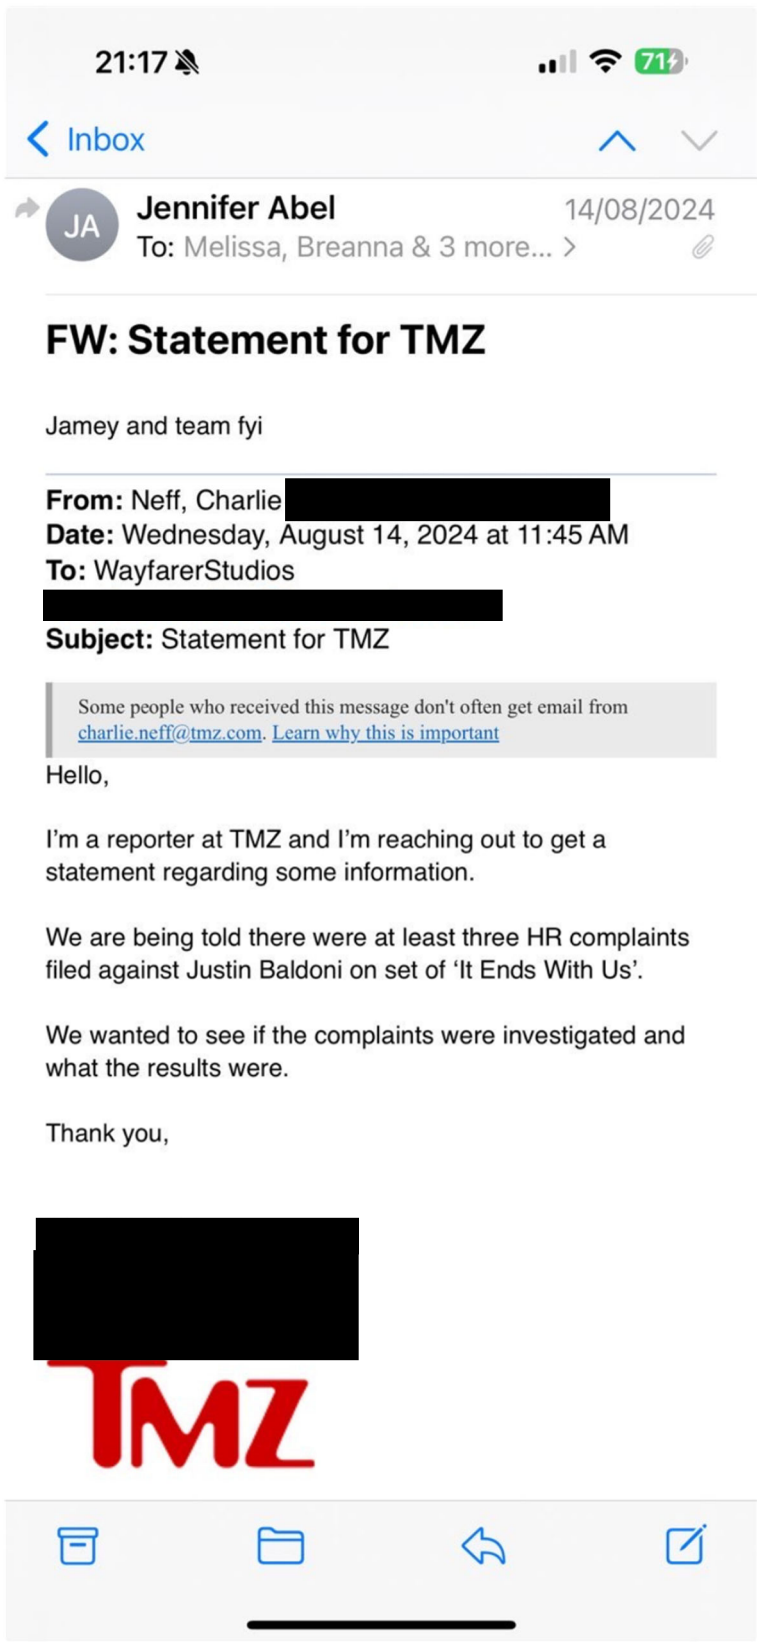 21:17
71
Inbox
JA
Jennifer Abel
14/08/2024
To: Melissa, Breanna & 3 more...
FW: Statement for TMZ
Jamey and team fyi
From: Neff, Charlie
Date: Wednesday, August 14, 2024 at 11:45 AM
To: WayfarerStudios
Subject: Statement for TMZ
Some people who received this message don't often get email from
charlie.neff@tmz.com. Learn why this is important
Hello,
I’m a reporter at TMZ and I’m reaching out to get a
statement regarding some information.
We are being told there were at least three HR complaints
filed against Justin Baldoni on set of ‘It Ends With Us’.
We wanted to see if the complaints were investigated and
what the results were.
Thank you,
TMZ